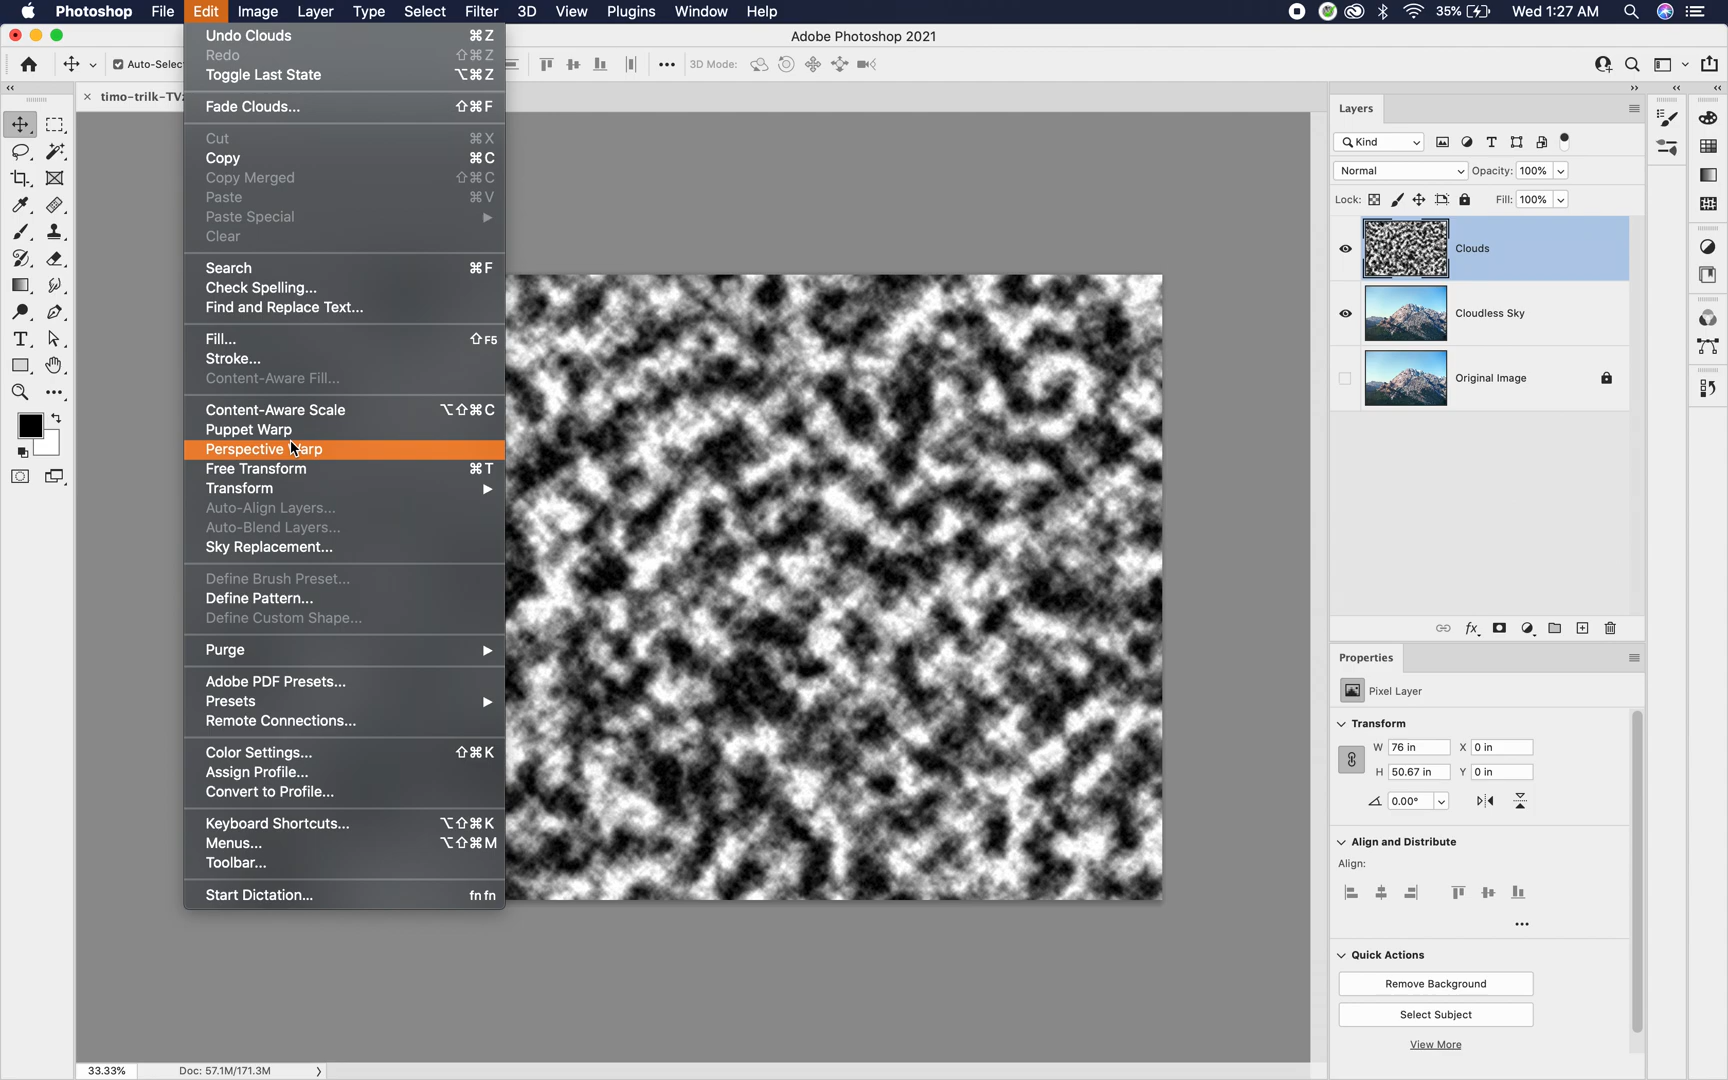 Photoshop File Edit Image Layer Type Select Filter 3D View Plugins Window Help 35% Wed 1:27 AM
Adobe Photoshop 2021
Auto-Select 3D Mode:
timo-trilk-TV
Undo Clouds ⌘Z
Redo ⇧⌘Z
Toggle Last State ⌥⌘Z
Fade Clouds... ⇧⌘F
Cut ⌘X
Copy ⌘C
Copy Merged ⇧⌘C
Paste ⌘V
Paste Special
Clear
Search ⌘F
Check Spelling...
Find and Replace Text...
Fill... ⇧F5
Stroke...
Content-Aware Fill...
Content-Aware Scale ⌥⇧⌘C
Puppet Warp
Perspective Warp
Free Transform ⌘T
Transform
Auto-Align Layers...
Auto-Blend Layers...
Sky Replacement...
Define Brush Preset...
Define Pattern...
Define Custom Shape...
Purge
Adobe PDF Presets...
Presets
Remote Connections...
Color Settings... ⇧⌘K
Assign Profile...
Convert to Profile...
Keyboard Shortcuts... ⌥⇧⌘K
Menus... ⌥⇧⌘M
Toolbar...
Start Dictation... fn fn
33.33% Doc: 57.1M/171.3M
Layers
Kind
Normal Opacity: 100%
Lock: Fill: 100%
Clouds
Cloudless Sky
Original Image
fx
Properties
Pixel Layer
Transform
W 76 in X 0 in
H 50.67 in Y 0 in
0.00°
Align and Distribute
Align:
Quick Actions
Remove Background
Select Subject
View More